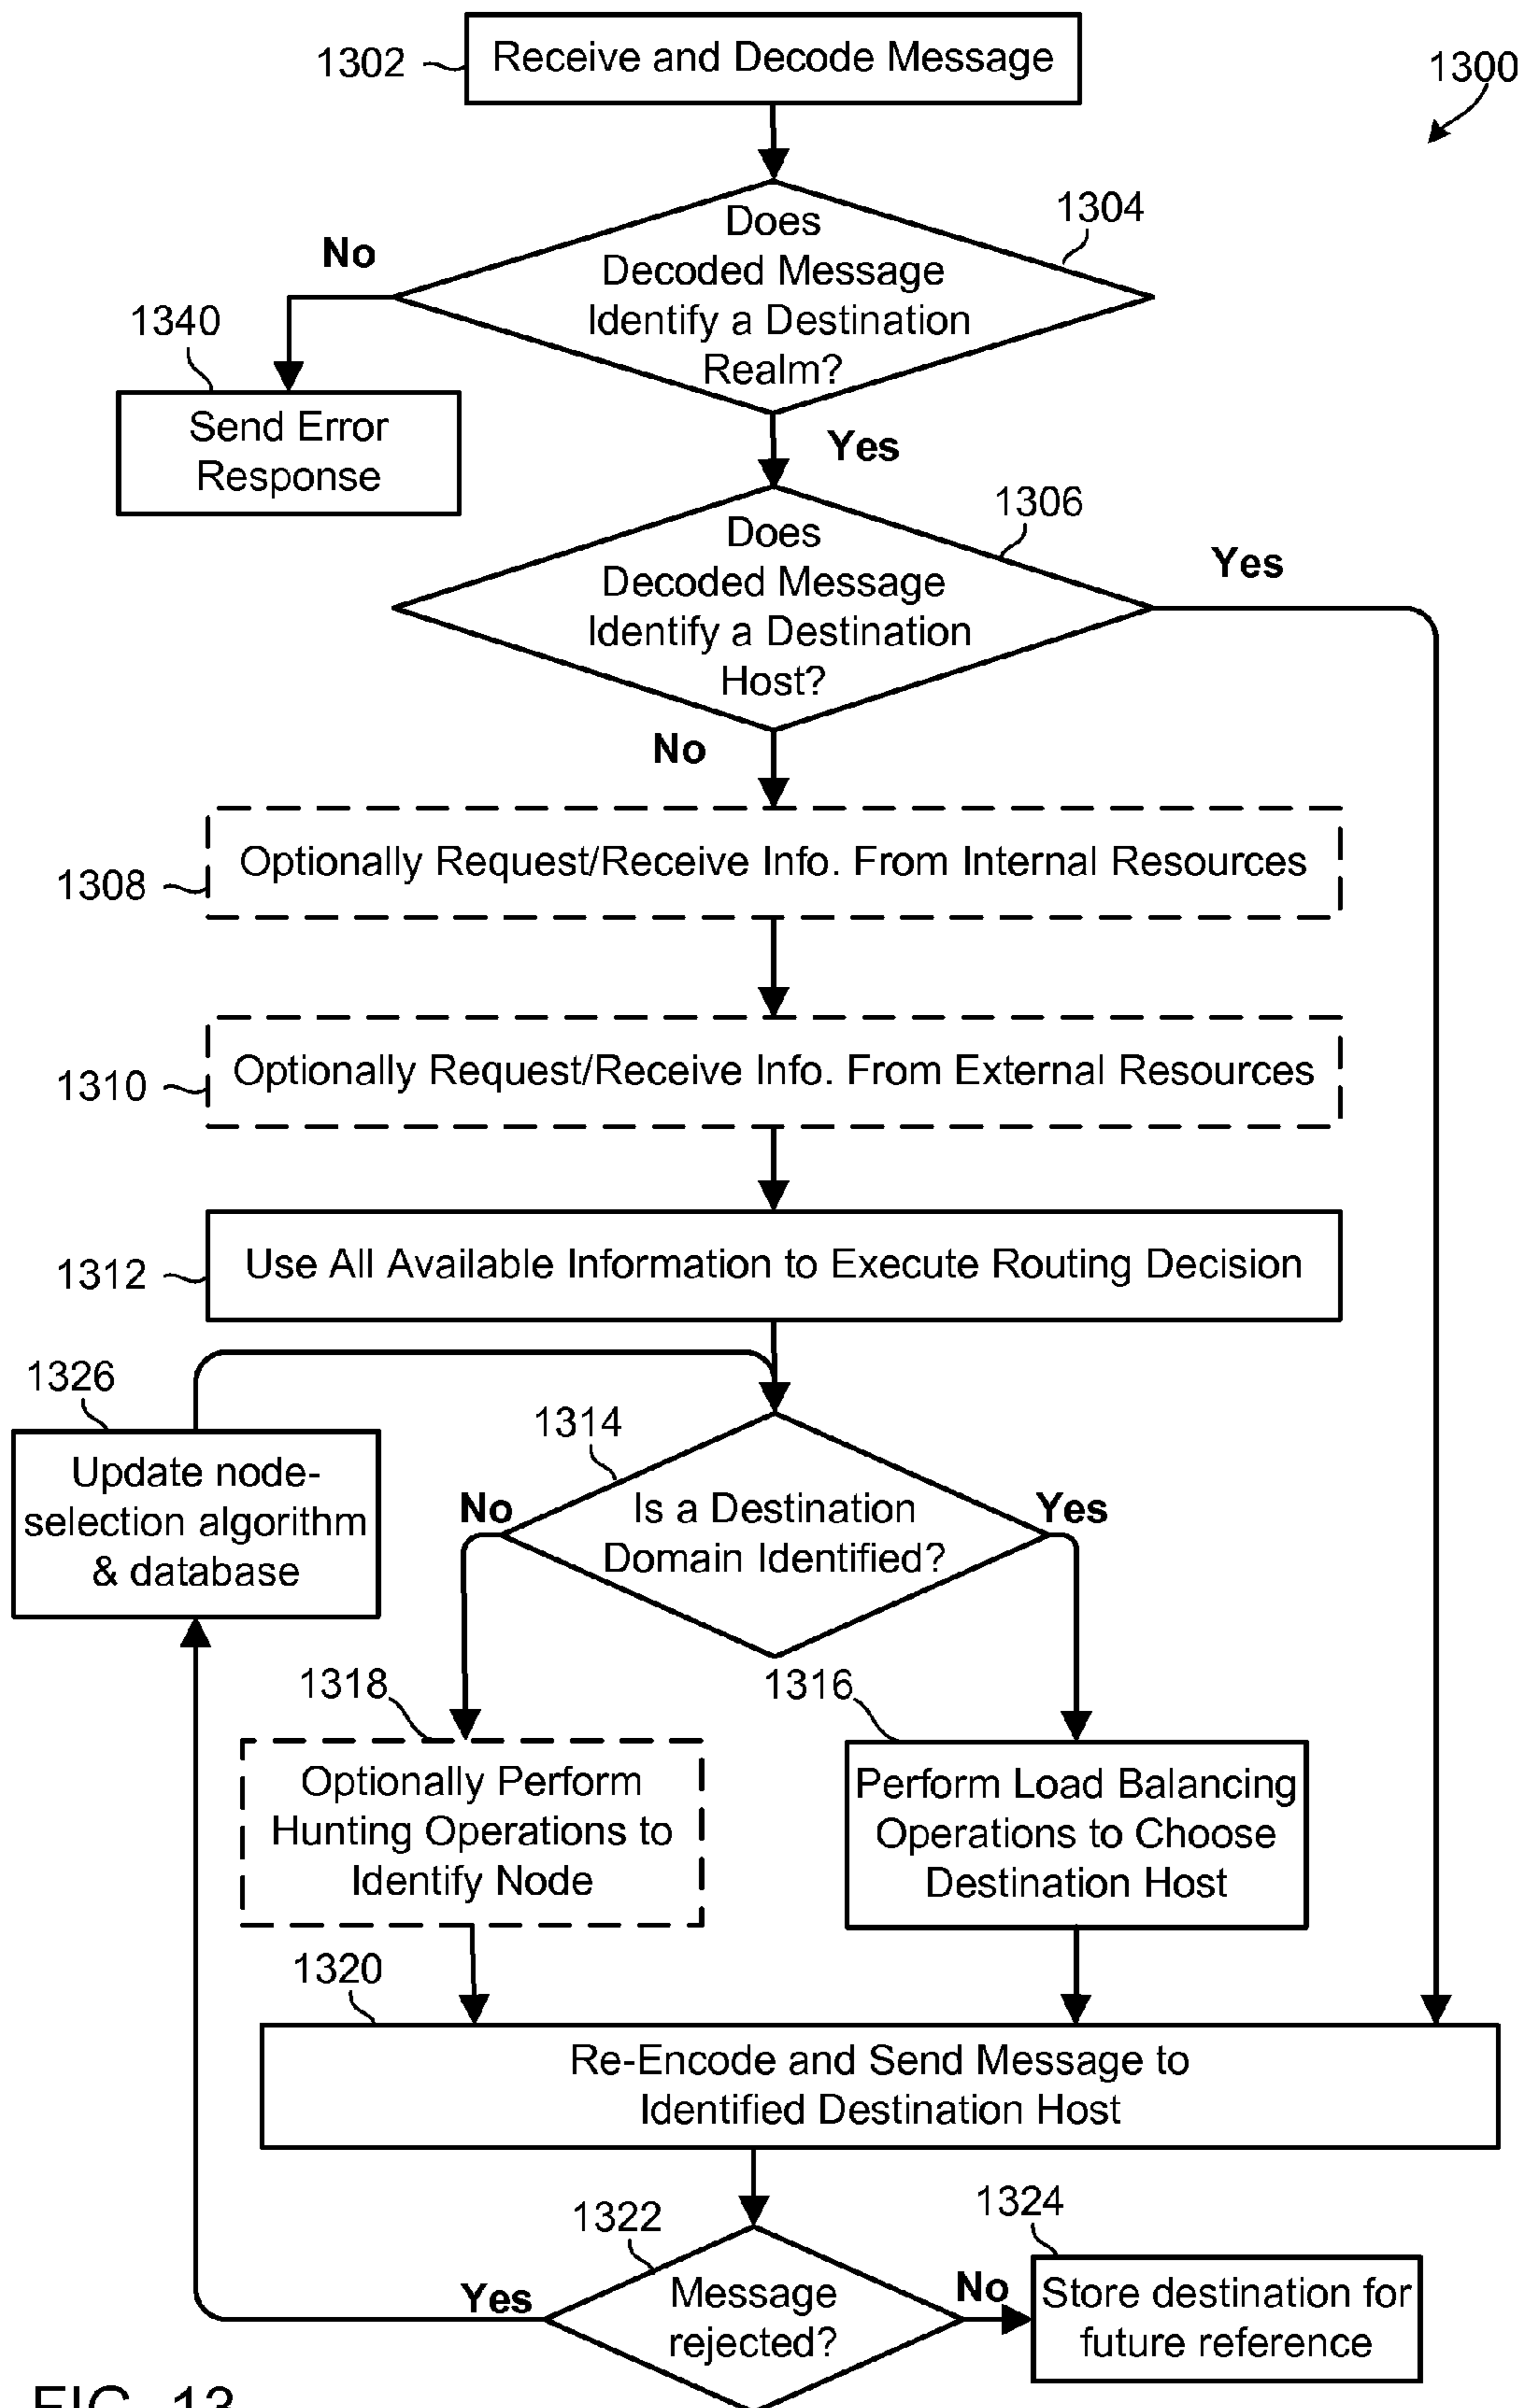 1302
Receive and Decode Message
1300
Does
Decoded Message
Identify a Destination
Realm?
1304
No
1340
Send Error
Response
Yes
Does
Decoded Message
Identify a Destination
Host?
1306
Yes
No
1308
Optionally Request/Receive Info. From Internal Resources
1310
Optionally Request/Receive Info. From External Resources
1312
Use All Available Information to Execute Routing Decision
1326
Update node-
selection algorithm
& database
1314
No
Is a Destination
Domain Identified?
Yes
1318
Optionally Perform
Hunting Operations to
Identify Node
1316
Perform Load Balancing
Operations to Choose
Destination Host
1320
Re-Encode and Send Message to
Identified Destination Host
1322
Yes
Message
rejected?
No
1324
Store destination for
future reference
FIG. 13